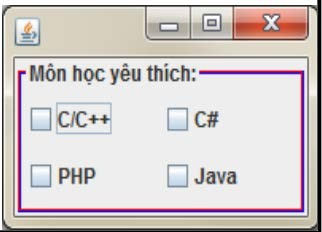 Môn học yêu thích:
C/C++ C#
PHP Java